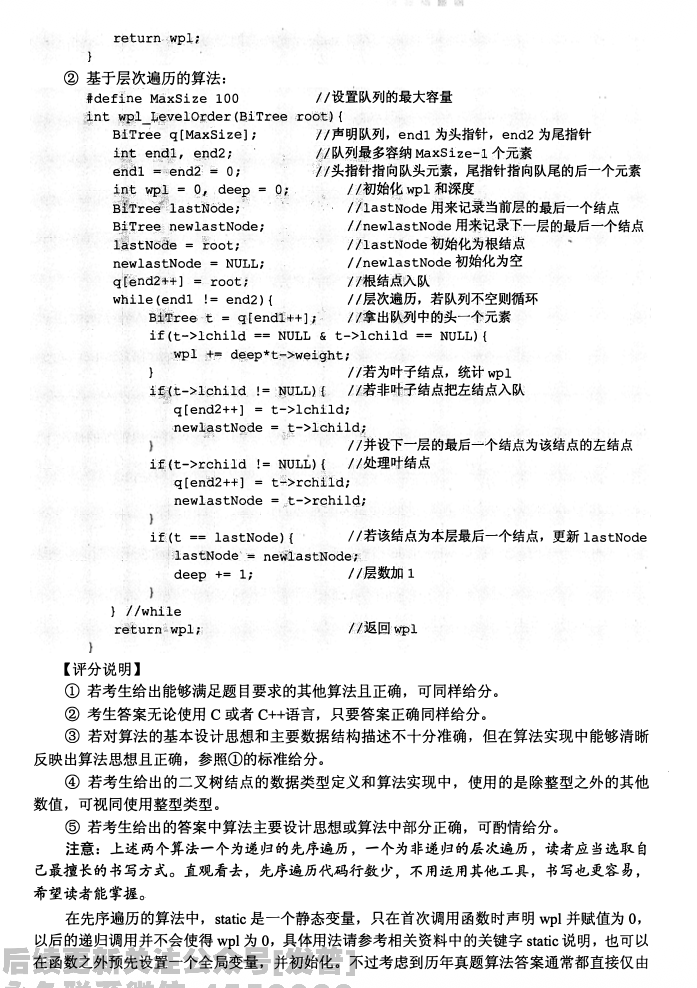 return wpl;
}
② 基于层次遍历的算法：
#define MaxSize 100 //设置队列的最大容量
int wpl_LevelOrder(BiTree root){
BiTree q[MaxSize]; //声明队列，end1 为头指针，end2 为尾指针
int end1, end2; //队列最多容纳 MaxSize-1 个元素
end1 = end2 = 0; //头指针指向队头元素，尾指针指向队尾的后一个元素
int wpl = 0, deep = 0; //初始化 wpl 和深度
BiTree lastNode; //lastNode 用来记录当前层的最后一个结点
BiTree newlastNode; //newlastNode 用来记录下一层的最后一个结点
lastNode = root; //lastNode 初始化为根结点
newlastNode = NULL; //newlastNode 初始化为空
q[end2++] = root; //根结点入队
while(end1 != end2){ //层次遍历，若队列不空则循环
BiTree t = q[end1++]; //拿出队列中的头一个元素
if(t->lchild == NULL & t->lchild == NULL){
wpl += deep*t->weight;
} //若为叶子结点，统计 wpl
if(t->lchild != NULL){ //若非叶子结点把左结点入队
q[end2++] = t->lchild;
newlastNode = t->lchild;
} //并设下一层的最后一个结点为该结点的左结点
if(t->rchild != NULL){ //处理叶结点
q[end2++] = t->rchild;
newlastNode = t->rchild;
}
if(t == lastNode){ //若该结点为本层最后一个结点，更新 lastNode
lastNode = newlastNode;
deep += 1; //层数加 1
}
} //while
return wpl; //返回 wpl
}
【评分说明】
① 若考生给出能够满足题目要求的其他算法且正确，可同样给分。
② 考生答案无论使用 C 或者 C++语言，只要答案正确同样给分。
③ 若对算法的基本设计思想和主要数据结构描述不十分准确，但在算法实现中能够清晰
反映出算法思想且正确，参照①的标准给分。
④ 若考生给出的二叉树结点的数据类型定义和算法实现中，使用的是除整型之外的其他
数值，可视同使用整型类型。
⑤ 若考生给出的答案中算法主要设计思想或算法中部分正确，可酌情给分。
注意：上述两个算法一个为递归的先序遍历，一个为非递归的层次遍历，读者应当选取自
己最擅长的书写方式。直观看去，先序遍历代码行数少，不用运用其他工具，书写也更容易，
希望读者能掌握。
在先序遍历的算法中，static 是一个静态变量，只在首次调用函数时声明 wpl 并赋值为 0，
以后的递归调用并不会使得 wpl 为 0，具体用法请参考相关资料中的关键字 static 说明，也可以
在函数之外预先设置一个全局变量，并初始化。不过考虑到历年真题算法答案通常都直接仅由